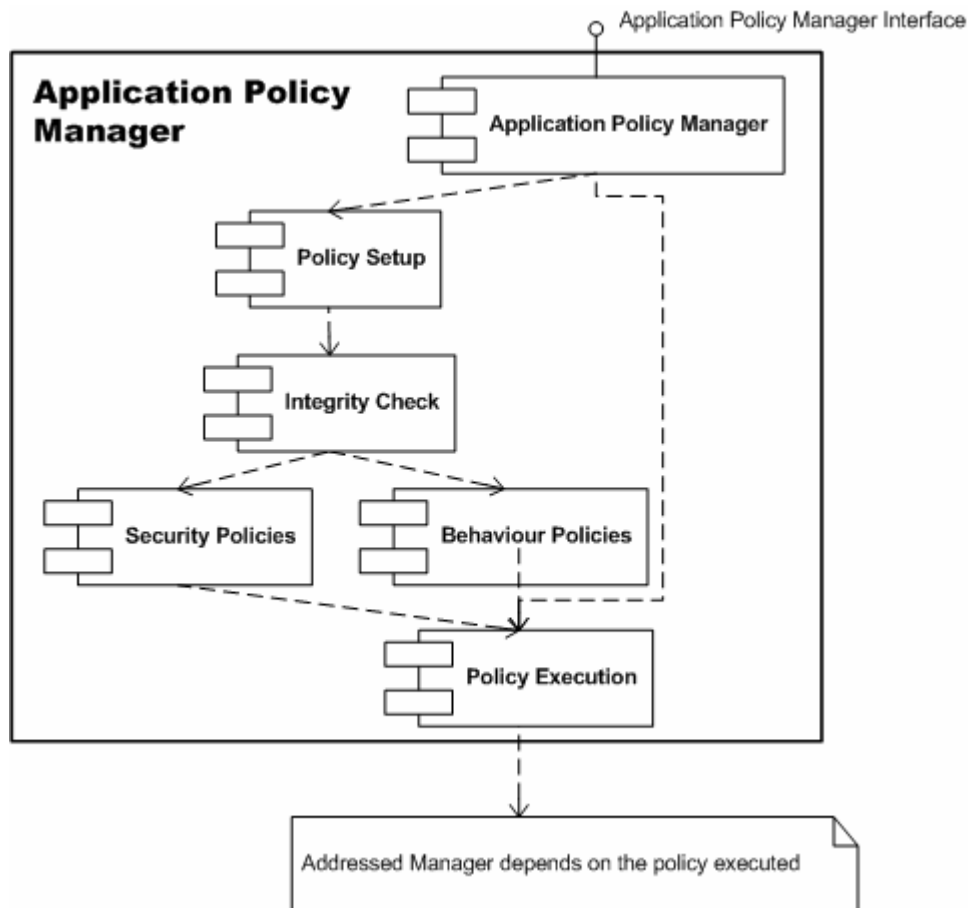 Application Policy Manager Interface
Application Policy
Manager
Application Policy Manager
Policy Setup
Integrity Check
Security Policies
Behaviour Policies
Policy Execution
Addressed Manager depends on the policy executed